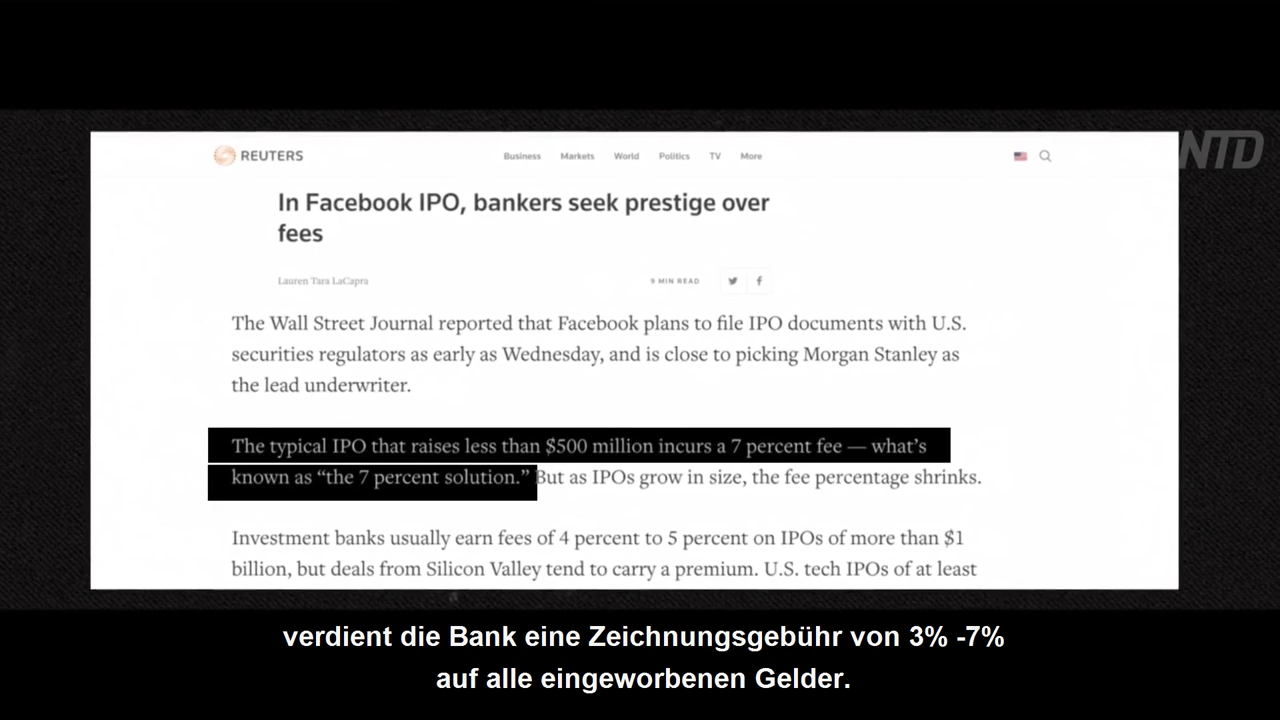 REUTERS
Business Markets World Politics TV More
NTD
In Facebook IPO, bankers seek prestige over
fees
Lauren Tara LaCapra
9 MIN READ
The Wall Street Journal reported that Facebook plans to file IPO documents with U.S.
securities regulators as early as Wednesday, and is close to picking Morgan Stanley as
the lead underwriter.
The typical IPO that raises less than $500 million incurs a 7 percent fee — what’s
known as “the 7 percent solution.” But as IPOs grow in size, the fee percentage shrinks.
Investment banks usually earn fees of 4 percent to 5 percent on IPOs of more than $1
billion, but deals from Silicon Valley tend to carry a premium. U.S. tech IPOs of at least
verdient die Bank eine Zeichnungsgebühr von 3% -7%
auf alle eingeworbenen Gelder.